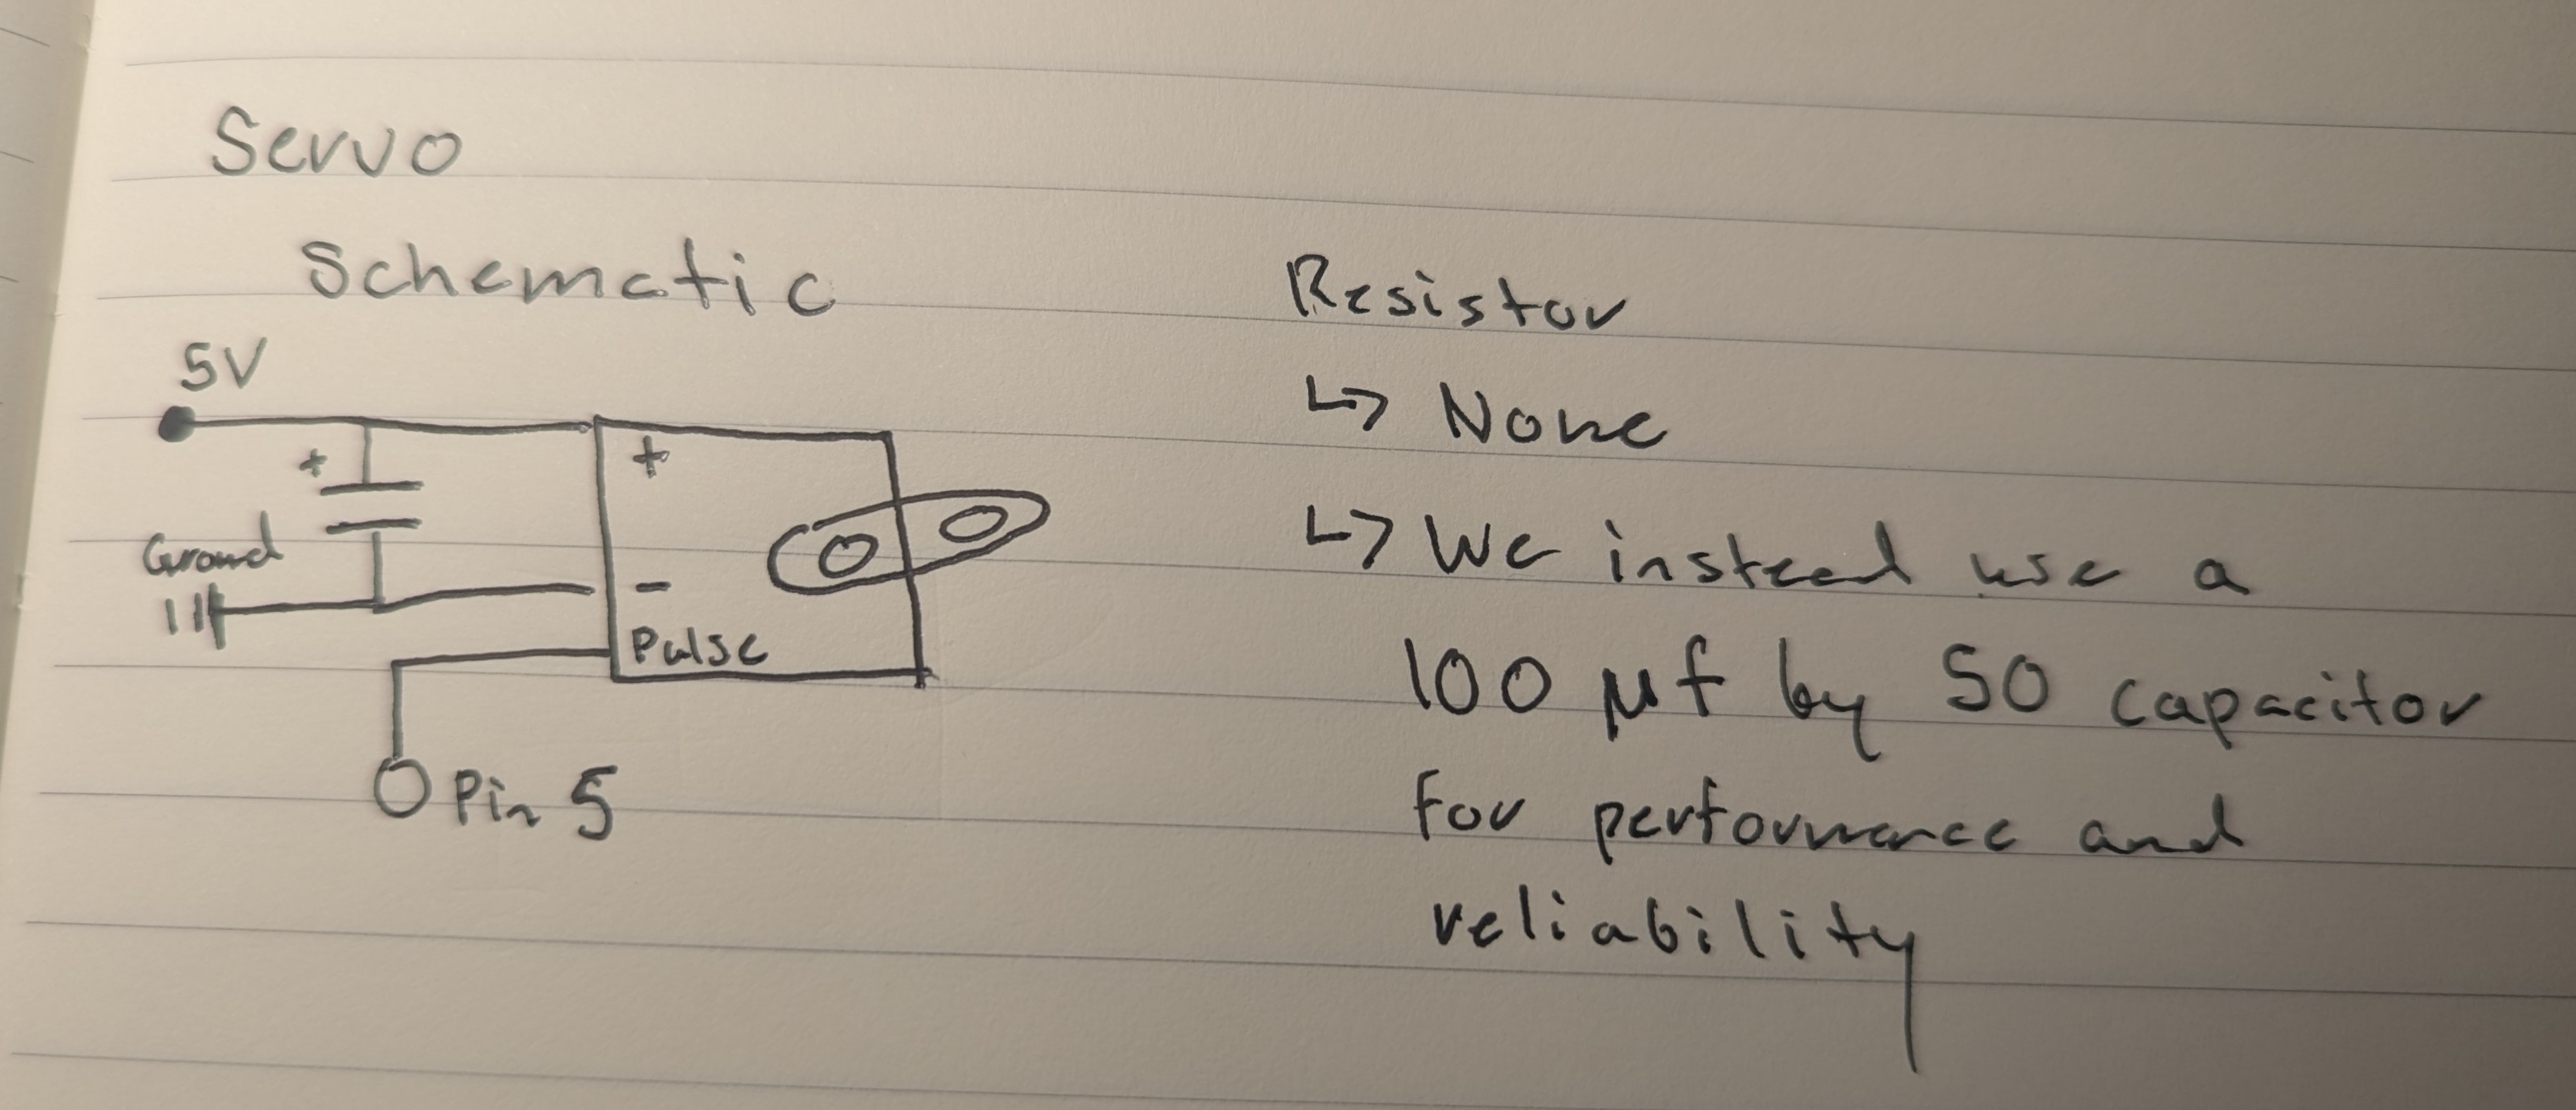 Servo
Schematic
5V
+
+
Ground
-
Pulse
Pin 5
Resistor
↳ None
↳ We instead use a
100 µf by 50 capacitor
for performance and
reliability